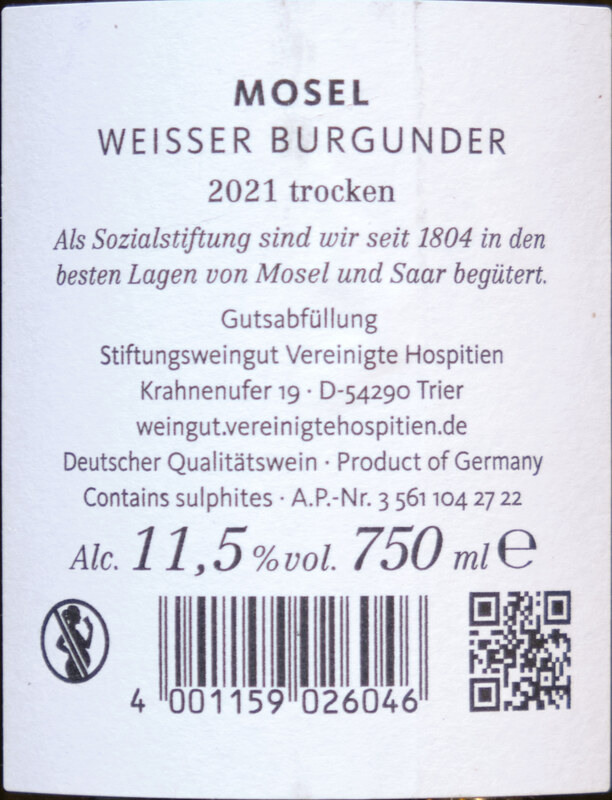 MOSEL
WEISSER BURGUNDER
2021 trocken
Als Sozialstiftung sind wir seit 1804 in den
besten Lagen von Mosel und Saar begütert.
Gutsabfüllung
Stiftungsweingut Vereinigte Hospitien
Krahnenufer 19 · D-54290 Trier
weingut.vereinigtehospitien.de
Deutscher Qualitätswein · Product of Germany
Contains sulphites · A.P.-Nr. 3 561 104 27 22
Alc. 11,5 % vol. 750 ml ℮
4 001159 026046